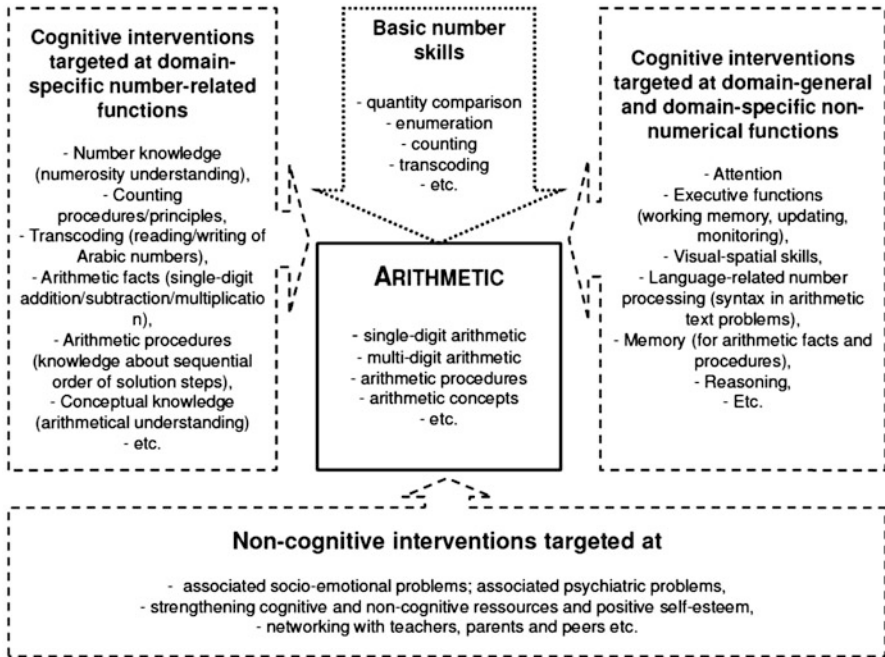 Cognitive interventions
targeted at domain-
specific number-related
functions
- Number knowledge
(numerosity understanding),
- Counting
procedures/principles,
- Transcoding (reading/writing of
Arabic numbers),
- Arithmetic facts (single-digit
addition/subtraction/multiplicatio
n),
- Arithmetic procedures
(knowledge about sequential
order of solution steps),
- Conceptual knowledge
(arithmetical understanding)
- etc.
Basic number
skills
- quantity comparison
- enumeration
- counting
- transcoding
- etc.
Cognitive interventions
targeted at domain-general
and domain-specific non-
numerical functions
- Attention
- Executive functions
(working memory, updating,
monitoring),
- Visual-spatial skills,
- Language-related number
processing (syntax in arithmetic
text problems),
- Memory (for arithmetic facts and
procedures),
- Reasoning,
- Etc.
ARITHMETIC
- single-digit arithmetic
- multi-digit arithmetic
- arithmetic procedures
- arithmetic concepts
- etc.
Non-cognitive interventions targeted at
- associated socio-emotional problems; associated psychiatric problems,
- strengthening cognitive and non-cognitive ressources and positive self-esteem,
- networking with teachers, parents and peers etc.